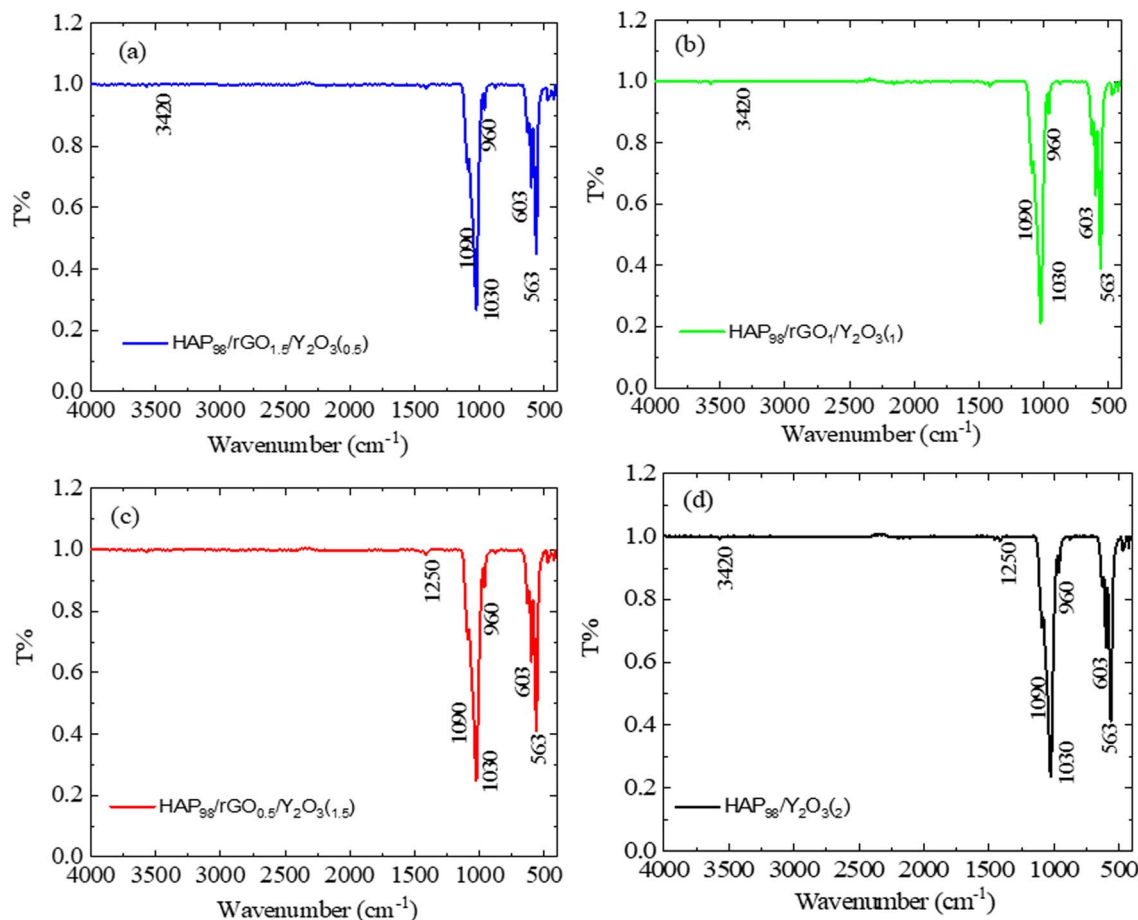 (a)
1.2
1.0
0.8
0.6
0.4
0.2
0.0
T%
3420
960
603
1090
1030
563
HAP₉₈/rGO₁.₅/Y₂O₃(₀.₅)
4000 3500 3000 2500 2000 1500 1000 500
Wavenumber (cm⁻¹)
(b)
1.2
1.0
0.8
0.6
0.4
0.2
0.0
T%
3420
960
603
1090
1030
563
HAP₉₈/rGO₁/Y₂O₃(₁)
4000 3500 3000 2500 2000 1500 1000 500
Wavenumber (cm⁻¹)
(c)
1.2
1.0
0.8
0.6
0.4
0.2
0.0
T%
1250
960
603
1090
1030
563
HAP₉₈/rGO₀.₅/Y₂O₃(₁.₅)
4000 3500 3000 2500 2000 1500 1000 500
Wavenumber (cm⁻¹)
(d)
1.2
1.0
0.8
0.6
0.4
0.2
0.0
T%
3420
1250
960
603
1090
1030
563
HAP₉₈/Y₂O₃(₂)
4000 3500 3000 2500 2000 1500 1000 500
Wavenumber (cm⁻¹)